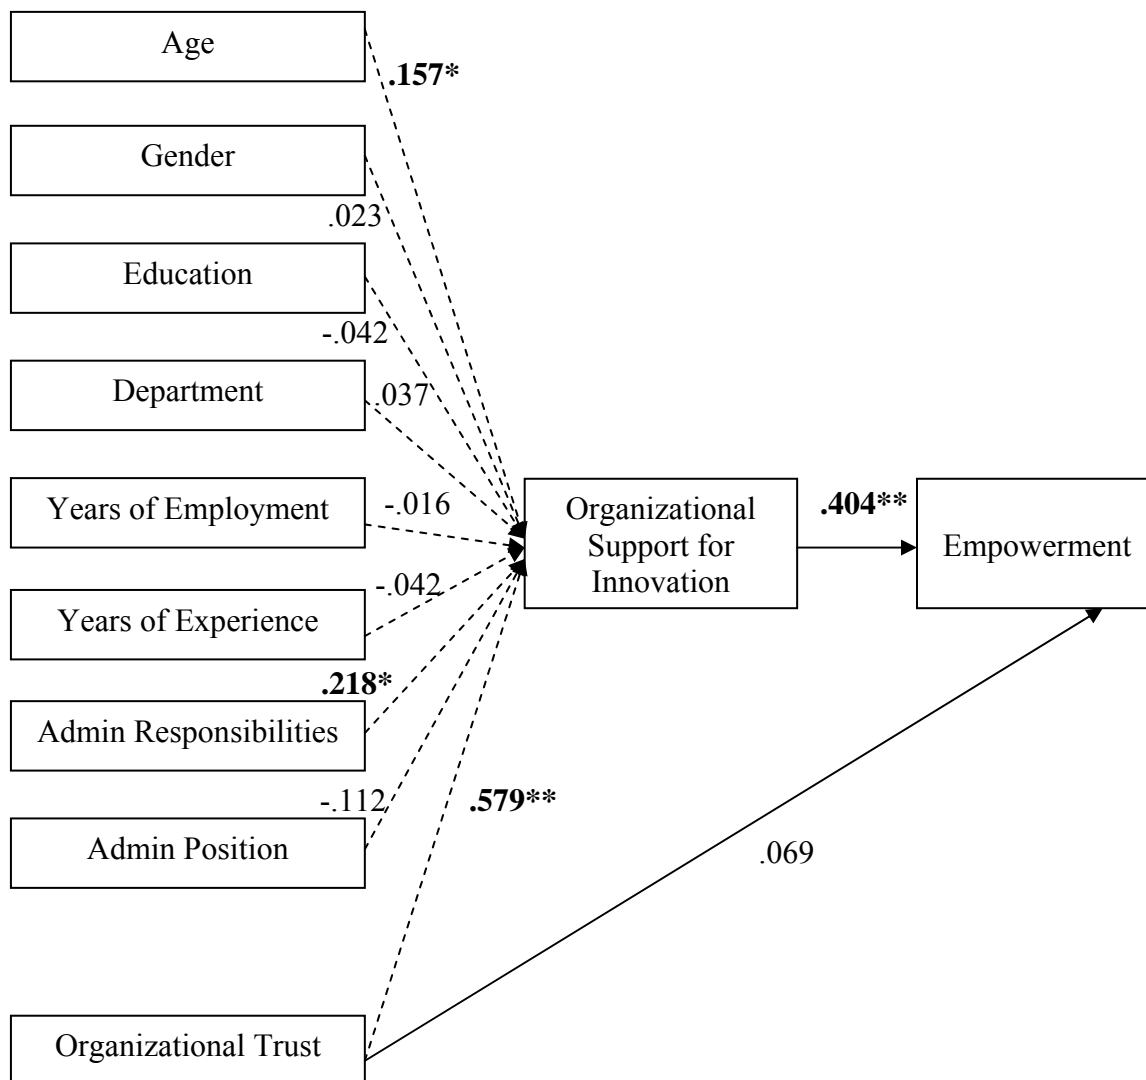 Age
.157*
Gender
.023
Education
-.042
Department
.037
Years of Employment
-.016
Organizational
Support for
Innovation
.404**
Empowerment
Years of Experience
-.042
.218*
Admin Responsibilities
-.112
.579**
Admin Position
.069
Organizational Trust